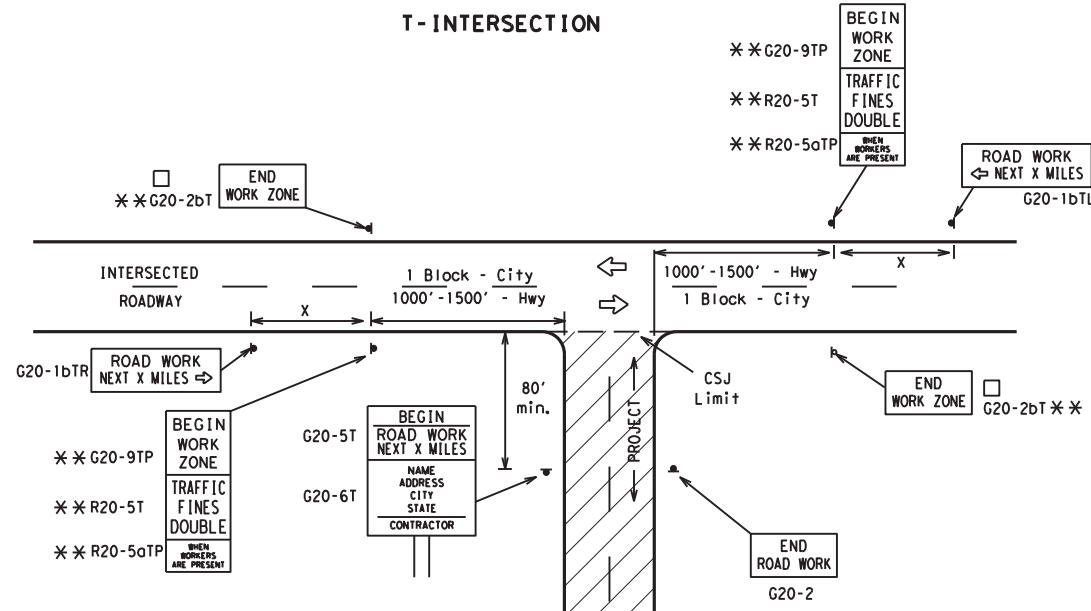 T-INTERSECTION
BEGIN
WORK
ZONE
TRAFFIC
FINES
DOUBLE
WHEN
WORKERS
ARE PRESENT
**G20-9TP
**R20-5T
**R20-5aTP
ROAD WORK
⇦ NEXT X MILES
G20-1bTL
□
**G20-2bT
END
WORK ZONE
INTERSECTED
ROADWAY
X
1 Block - City
1000'-1500' - Hwy
⇦
⇨
1000'-1500' - Hwy
1 Block - City
X
G20-1bTR
ROAD WORK
NEXT X MILES ⇨
**G20-9TP
**R20-5T
**R20-5aTP
BEGIN
WORK
ZONE
TRAFFIC
FINES
DOUBLE
WHEN
WORKERS
ARE PRESENT
G20-5T
G20-6T
BEGIN
ROAD WORK
NEXT X MILES
NAME
ADDRESS
CITY
STATE
CONTRACTOR
80'
min.
PROJECT
CSJ
Limit
END
WORK ZONE
□
G20-2bT**
END
ROAD WORK
G20-2